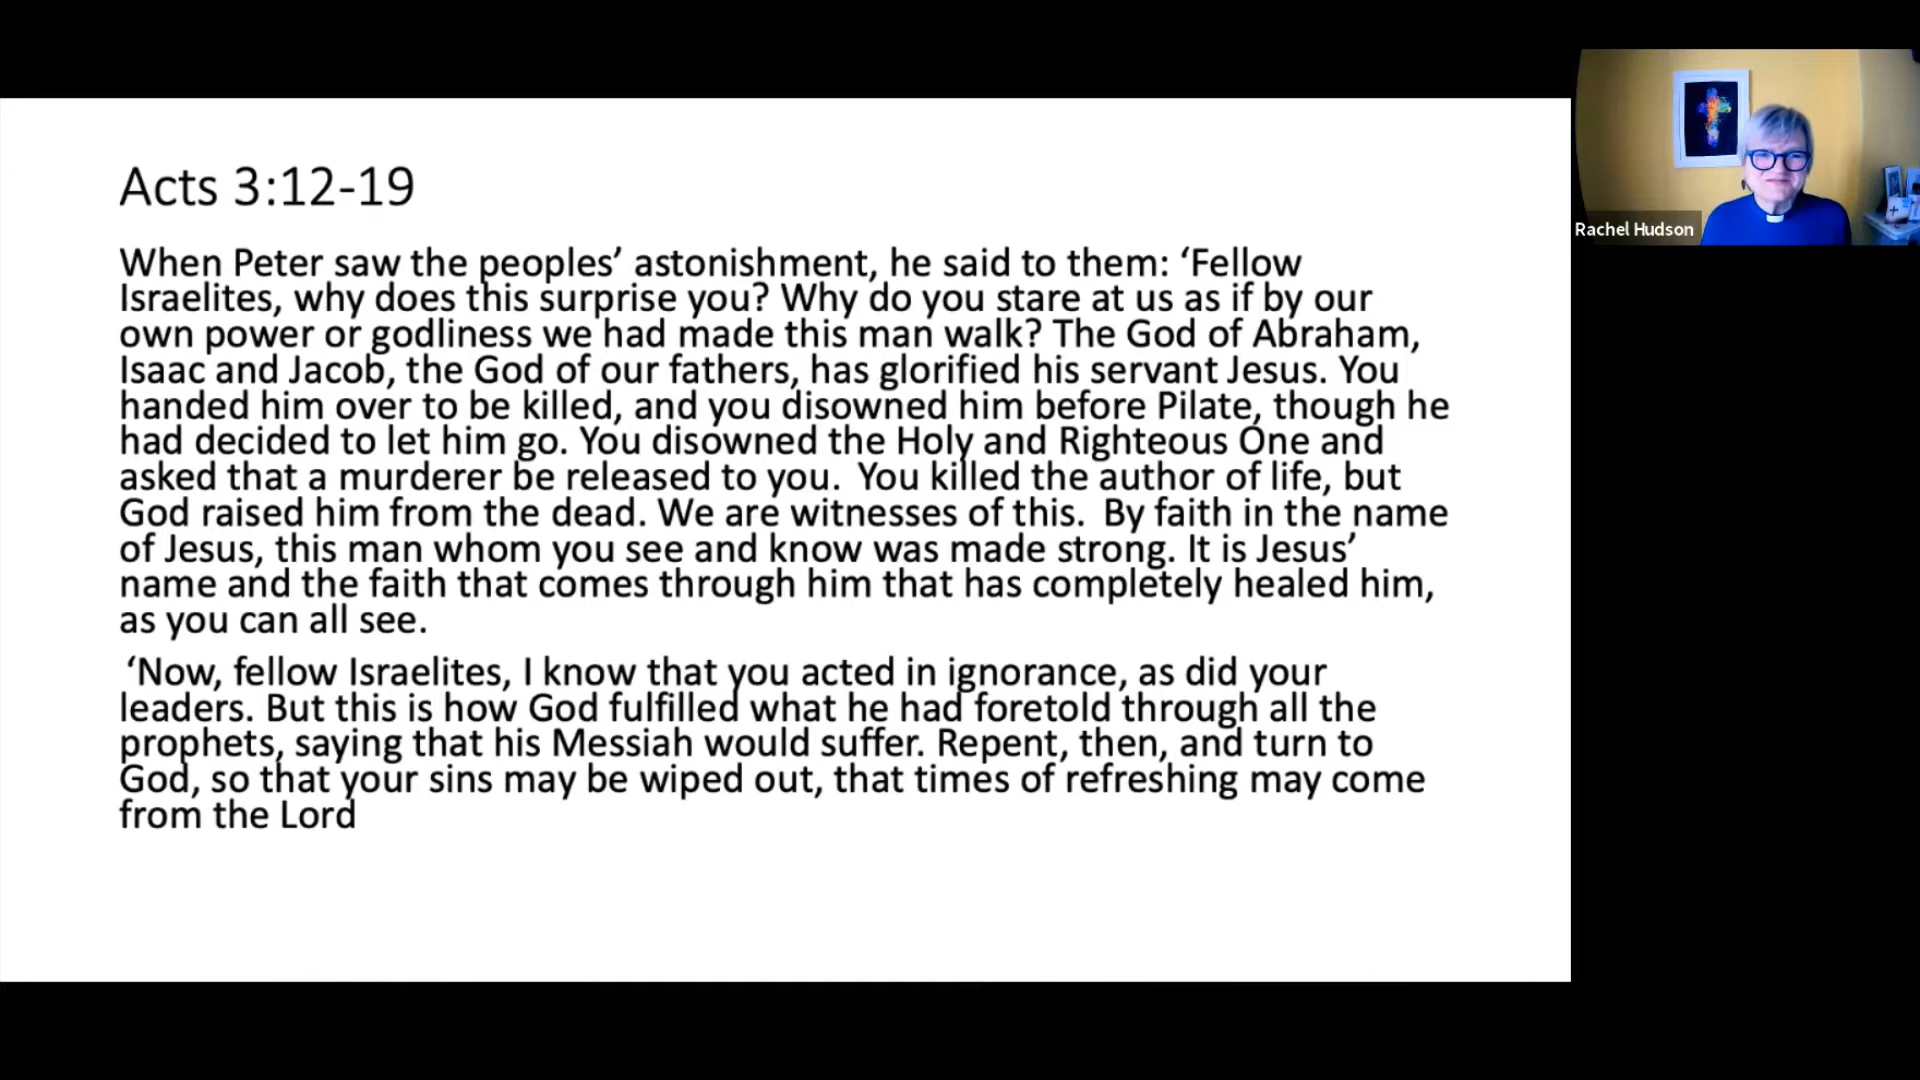 Acts 3:12-19
When Peter saw the peoples’ astonishment, he said to them: ‘Fellow
Israelites, why does this surprise you? Why do you stare at us as if by our
own power or godliness we had made this man walk? The God of Abraham,
Isaac and Jacob, the God of our fathers, has glorified his servant Jesus. You
handed him over to be killed, and you disowned him before Pilate, though he
had decided to let him go. You disowned the Holy and Righteous One and
asked that a murderer be released to you.  You killed the author of life, but
God raised him from the dead. We are witnesses of this.  By faith in the name
of Jesus, this man whom you see and know was made strong. It is Jesus’
name and the faith that comes through him that has completely healed him,
as you can all see.
‘Now, fellow Israelites, I know that you acted in ignorance, as did your
leaders. But this is how God fulfilled what he had foretold through all the
prophets, saying that his Messiah would suffer. Repent, then, and turn to
God, so that your sins may be wiped out, that times of refreshing may come
from the Lord
Rachel Hudson